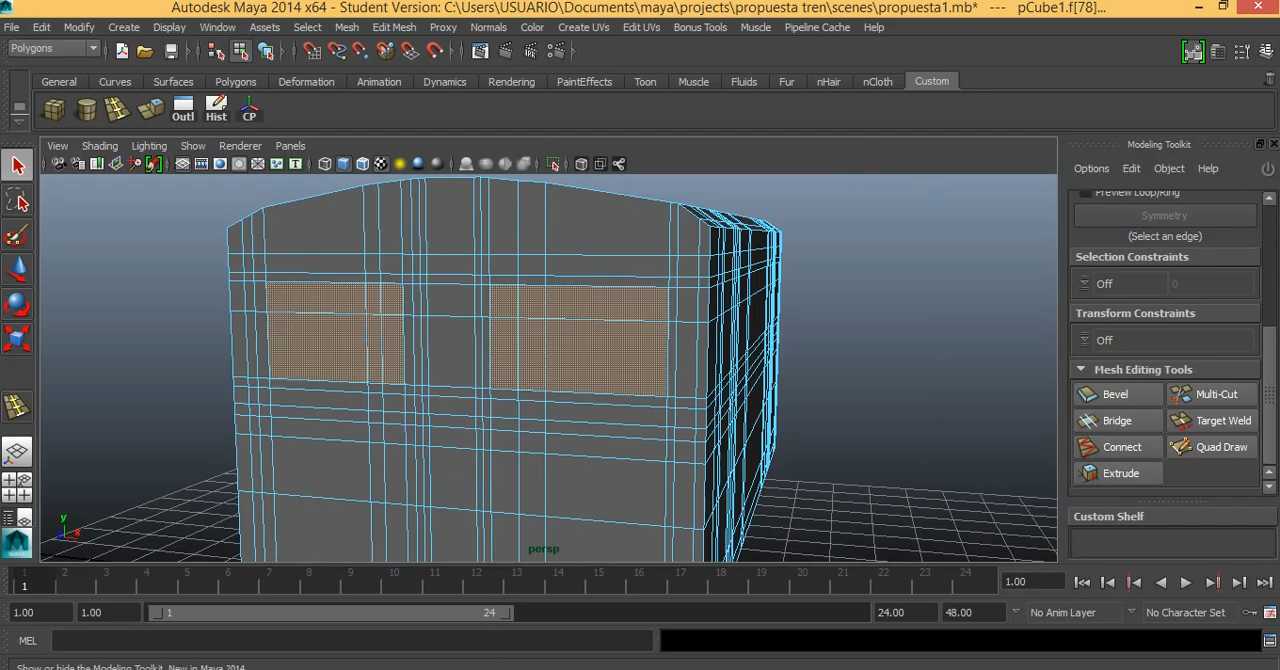 Autodesk Maya 2014 x64 - Student Version: C:\Users\USUARIO\Documents\maya\projects\propuesta tren\scenes\propuesta1.mb* --- pCube1.f[78]...
File Edit Modify Create Display Window Assets Select Mesh Edit Mesh Proxy Normals Color Create UVs Edit UVs Bonus Tools Muscle Pipeline Cache Help
Polygons
General Curves Surfaces Polygons Deformation Animation Dynamics Rendering PaintEffects Toon Muscle Fluids Fur nHair nCloth Custom
Outl Hist CP
View Shading Lighting Show Renderer Panels
Modeling Toolkit
Options Edit Object Help
Preview Loop/Ring
Symmetry
(Select an edge)
Selection Constraints
Off 0
Transform Constraints
Off
Mesh Editing Tools
Bevel Multi-Cut
Bridge Target Weld
Connect Quad Draw
Extrude
Custom Shelf
y
x
persp
1 2 3 4 5 6 7 8 9 10 11 12 13 14 15 16 17 18 19 20 21 22 23 24
1 1.00
1.00 1.00 1 24 24.00 48.00 No Anim Layer No Character Set
MEL
Show or hide the Modeling Toolkit. New in Maya 2014